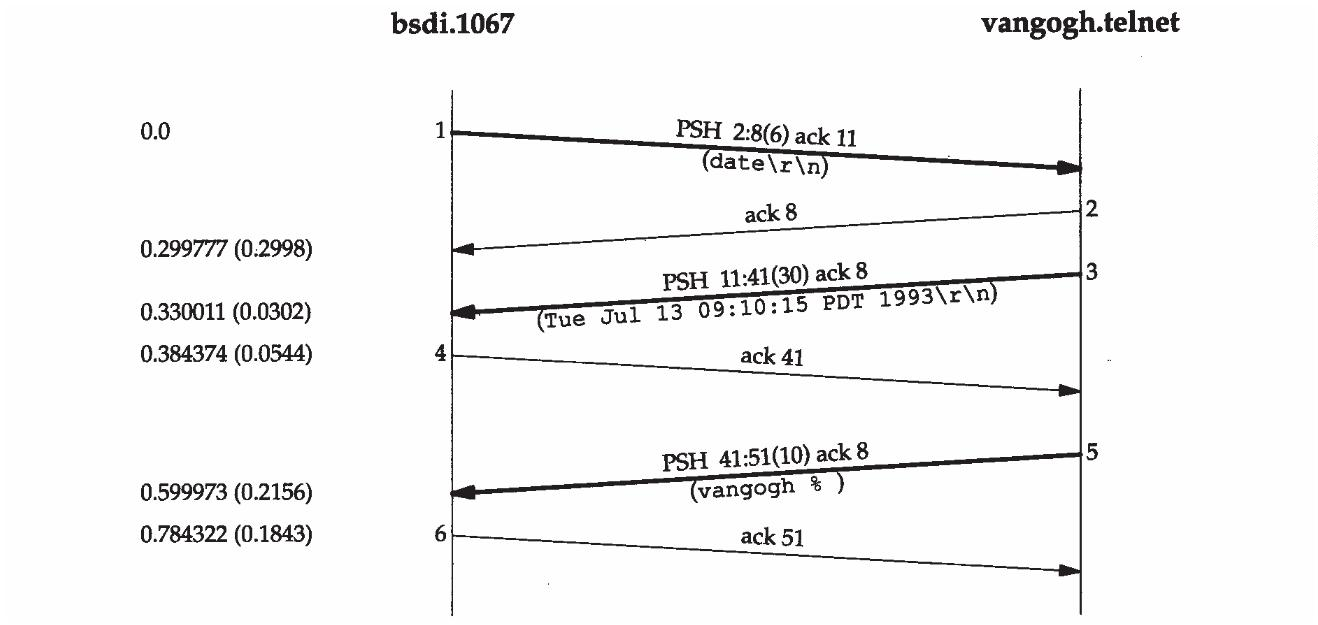 bsdi.1067 vangogh.telnet
0.0 1 PSH 2:8(6) ack 11
(date\r\n)
ack 8 2
0.299777 (0.2998)
PSH 11:41(30) ack 8 3
0.330011 (0.0302) (Tue Jul 13 09:10:15 PDT 1993\r\n)
0.384374 (0.0544) 4 ack 41
PSH 41:51(10) ack 8 5
0.599973 (0.2156) (vangogh % )
0.784322 (0.1843) 6 ack 51